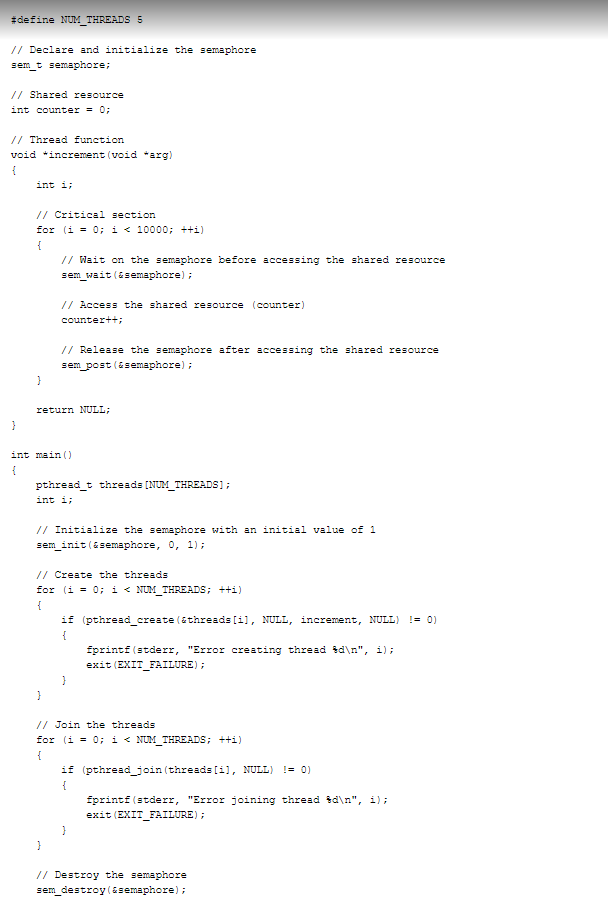 #define NUM_THREADS 5
// Declare and initialize the semaphore
sem_t semaphore;
// Shared resource
int counter = 0;
// Thread function
void *increment(void *arg)
{
int i;
// Critical section
for (i = 0; i < 10000; ++i)
{
// Wait on the semaphore before accessing the shared resource
sem_wait(&semaphore);
// Access the shared resource (counter)
counter++;
// Release the semaphore after accessing the shared resource
sem_post(&semaphore);
}
return NULL;
}
int main()
{
pthread_t threads[NUM_THREADS];
int i;
// Initialize the semaphore with an initial value of 1
sem_init(&semaphore, 0, 1);
// Create the threads
for (i = 0; i < NUM_THREADS; ++i)
{
if (pthread_create(&threads[i], NULL, increment, NULL) != 0)
{
fprintf(stderr, "Error creating thread %d\n", i);
exit(EXIT_FAILURE);
}
}
// Join the threads
for (i = 0; i < NUM_THREADS; ++i)
{
if (pthread_join(threads[i], NULL) != 0)
{
fprintf(stderr, "Error joining thread %d\n", i);
exit(EXIT_FAILURE);
}
}
// Destroy the semaphore
sem_destroy(&semaphore);